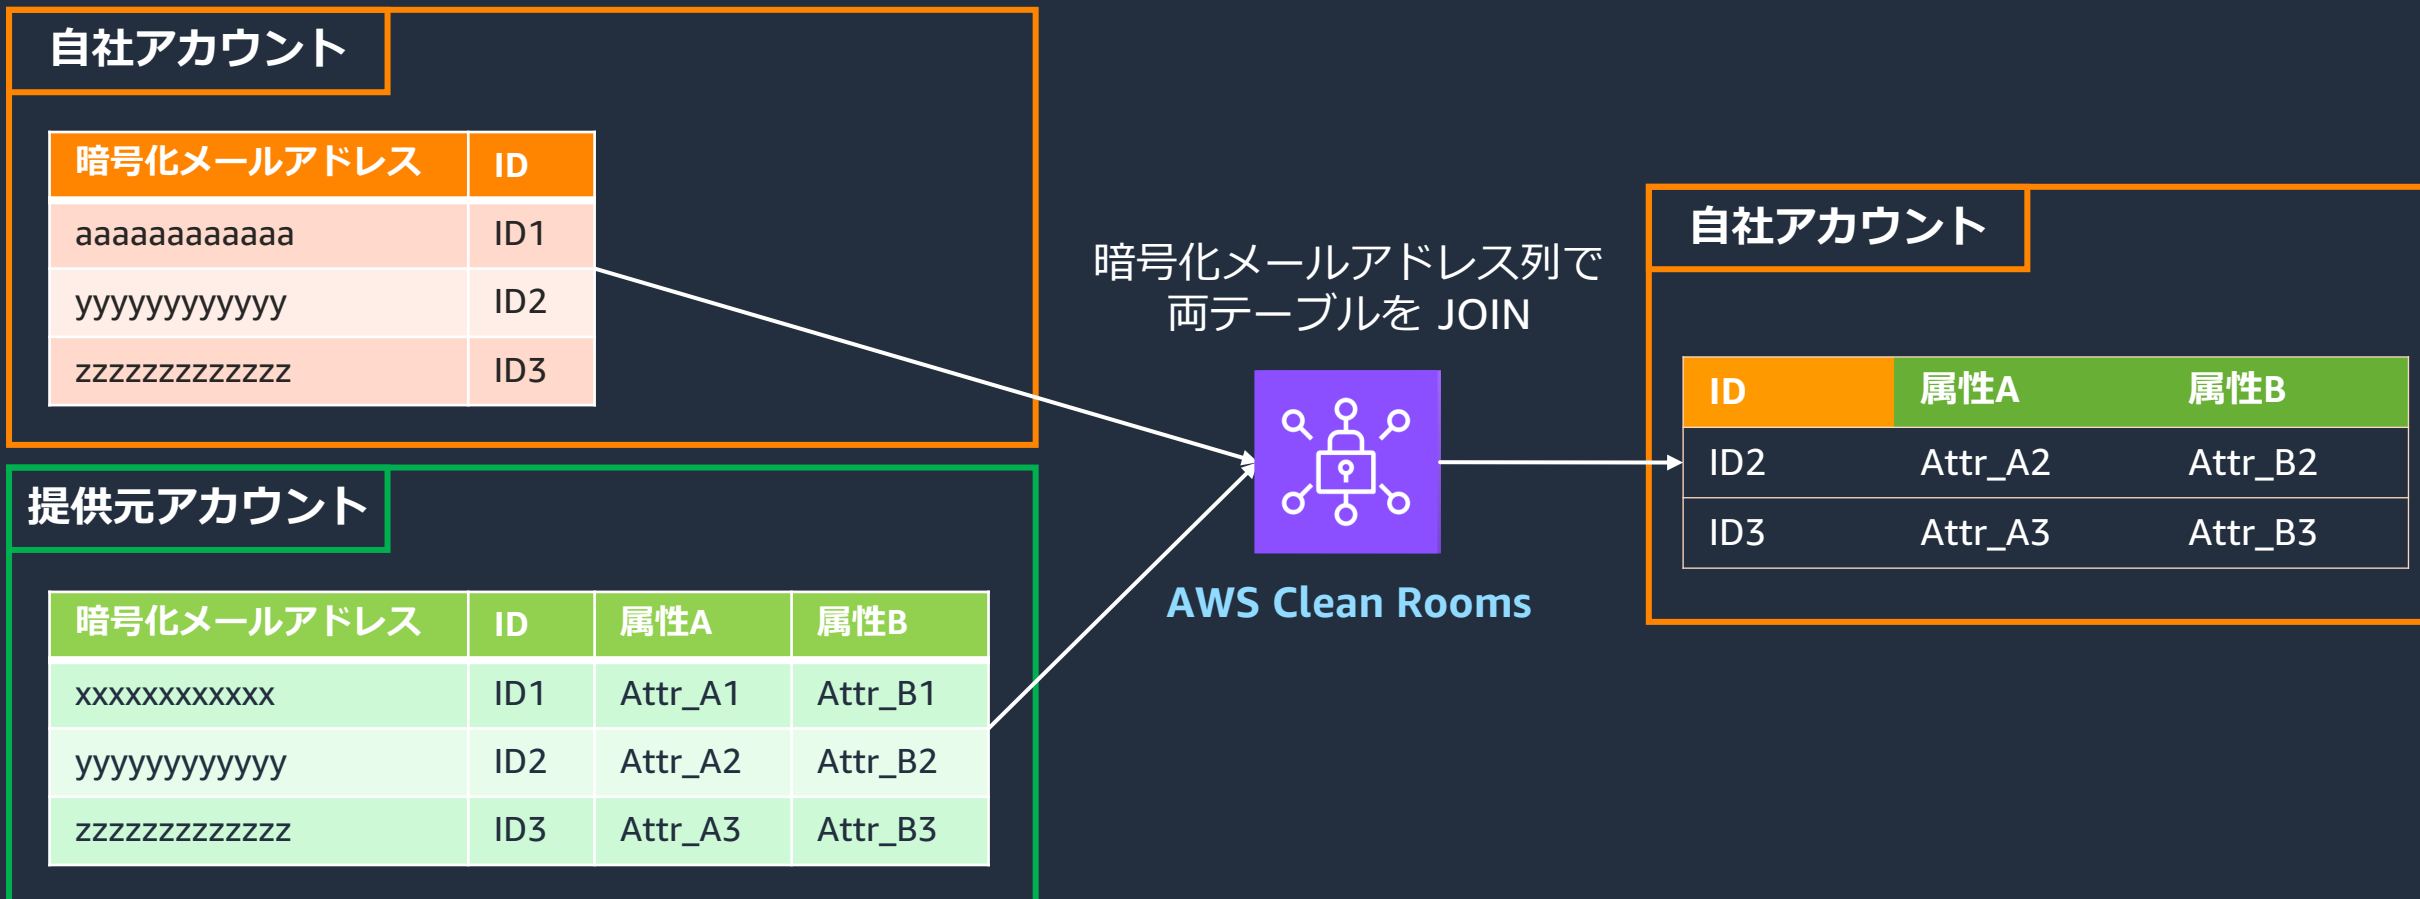 自社アカウント
暗号化メールアドレス ID
aaaaaaaaaaaa ID1
yyyyyyyyyyyy ID2
zzzzzzzzzzzzz ID3
提供元アカウント
暗号化メールアドレス ID 属性A 属性B
xxxxxxxxxxxx ID1 Attr_A1 Attr_B1
yyyyyyyyyyyy ID2 Attr_A2 Attr_B2
zzzzzzzzzzzzz ID3 Attr_A3 Attr_B3
暗号化メールアドレス列で
両テーブルを JOIN
AWS Clean Rooms
自社アカウント
ID 属性A 属性B
ID2 Attr_A2 Attr_B2
ID3 Attr_A3 Attr_B3